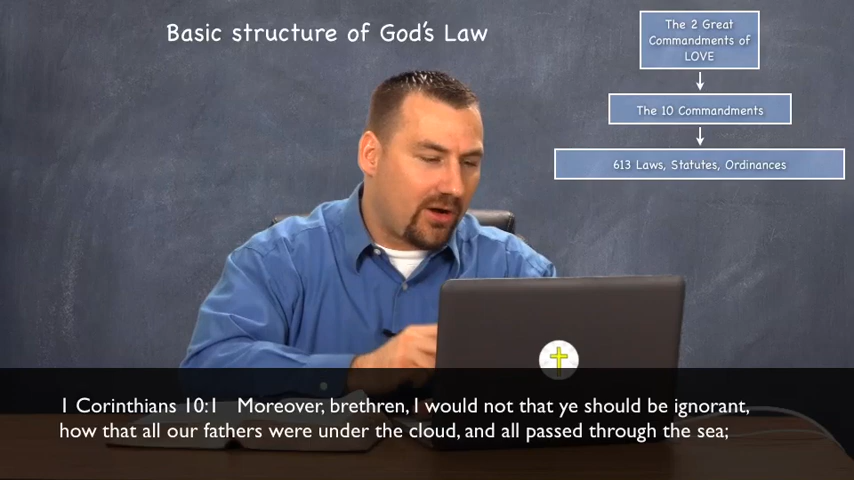 Basic structure of God's Law
The 2 Great
Commandments of
LOVE
The 10 Commandments
613 Laws, Statutes, Ordinances
1 Corinthians 10:1 Moreover, brethren, I would not that ye should be ignorant,
how that all our fathers were under the cloud, and all passed through the sea;